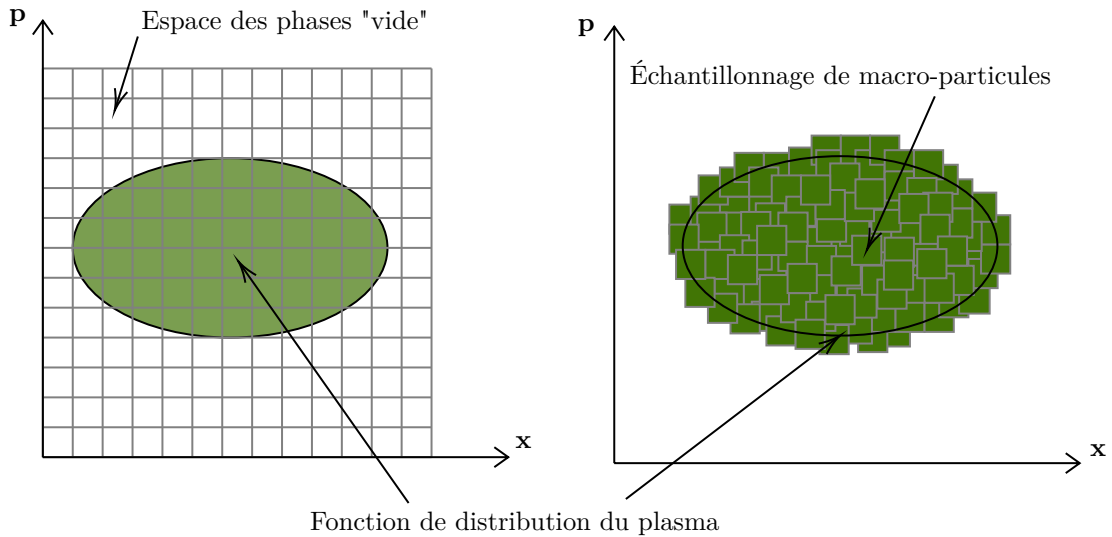 p
Espace des phases "vide"
x
p
Échantillonnage de macro-particules
x
Fonction de distribution du plasma